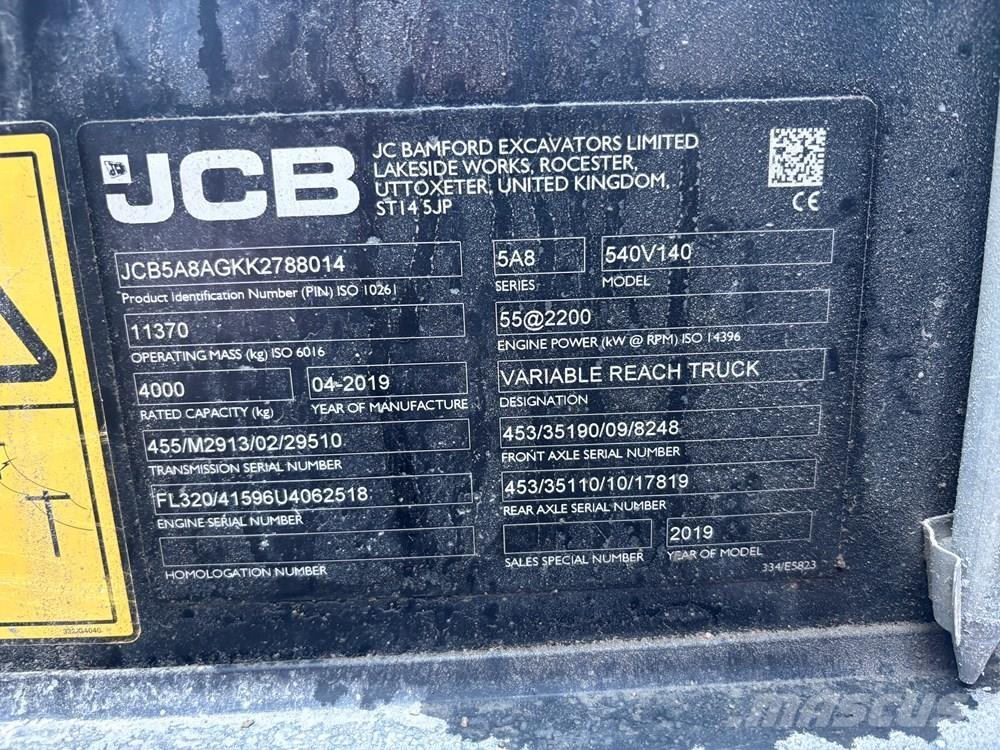 JCB
JC BAMFORD EXCAVATORS LIMITED
LAKESIDE WORKS, ROCESTER,
UTTOXETER, UNITED KINGDOM,
ST14 5JP
CE
JCB5A8AGKK2788014
Product Identification Number (PIN) ISO 10261
5A8
SERIES
540V140
MODEL
11370
OPERATING MASS (kg) ISO 6016
55@2200
ENGINE POWER (kW @ RPM) ISO 14396
4000
RATED CAPACITY (kg)
04-2019
YEAR OF MANUFACTURE
VARIABLE REACH TRUCK
DESIGNATION
455/M2913/02/29510
TRANSMISSION SERIAL NUMBER
453/35190/09/8248
FRONT AXLE SERIAL NUMBER
FL320/41596U4062518
ENGINE SERIAL NUMBER
453/35110/10/17819
REAR AXLE SERIAL NUMBER
HOMOLOGATION NUMBER
SALES SPECIAL NUMBER
2019
YEAR OF MODEL
334/E5823
MASCUS